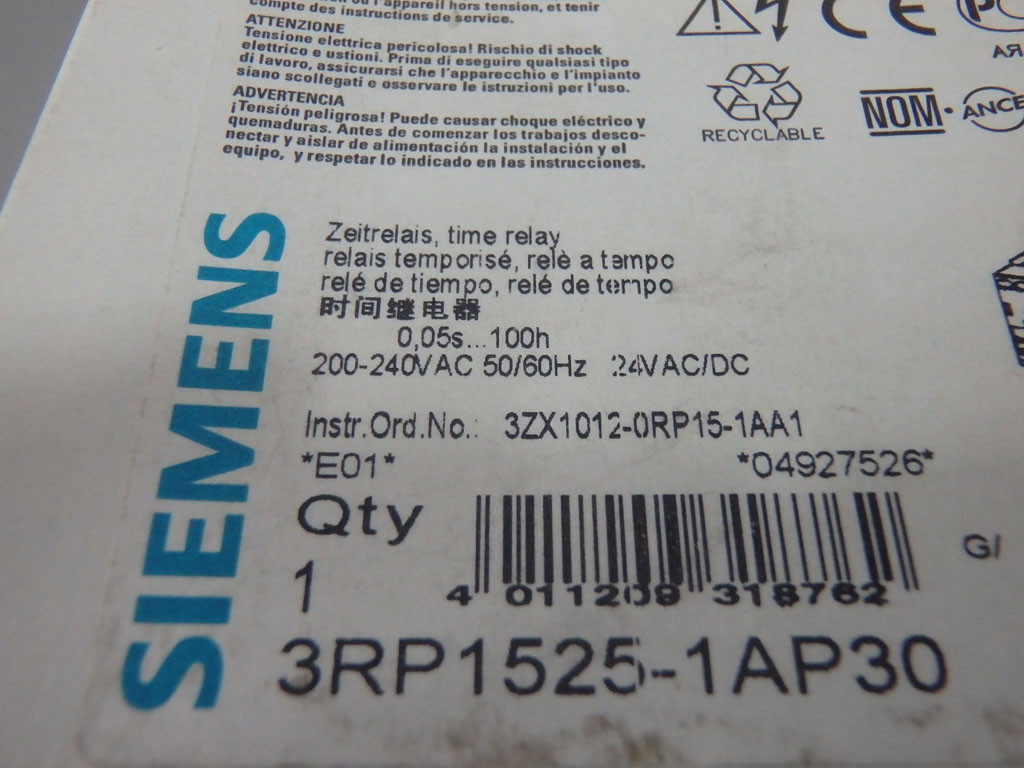 compte des instructions de service.
ATTENZIONE
Tensione elettrica pericolosa! Rischio di shock
elettrico e ustioni. Prima di eseguire qualsiasi tipo
di lavoro, assicurarsi che l'apparecchio e l'impianto
siano scollegati e osservare le istruzioni per l'uso.
ADVERTENCIA
¡Tensión peligrosa! Puede causar choque eléctrico y
quemaduras. Antes de comenzar los trabajos desco-
nectar y aislar de alimentación la instalación y el
equipo, y respetar lo indicado en las instrucciones.
CE
RECYCLABLE
NOM-ANCE
SIEMENS
Zeitrelais, time relay
relais temporisé, relè a tempo
relé de tiempo, relé de tempo
时间继电器
0,05s...100h
200-240VAC 50/60Hz 24VAC/DC
Instr.Ord.No.: 3ZX1012-0RP15-1AA1
*E01* *04927526*
Qty
1
G/
4 011209 318762
3RP1525-1AP30